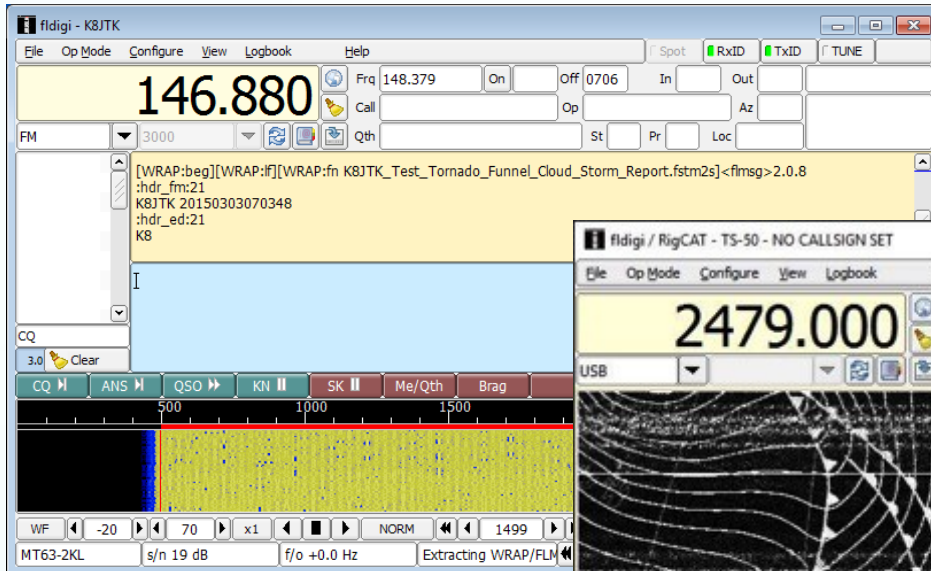 fldigi - K8JTK
File Op Mode Configure View Logbook Help Spot RxID TxID TUNE
146.880 Frq 148.379 On Off 0706 In Out
Call Op Az
FM 3000 Qth St Pr Loc
[WRAP:beg][WRAP:lf][WRAP:fn K8JTK_Test_Tornado_Funnel_Cloud_Storm_Report.fstm2s]<flmsg>2.0.8
:hdr_fm:21
K8JTK 20150303070348
:hdr_ed:21
K8
CQ
3.0 Clear
CQ ANS QSO KN SK Me/Qth Brag
500 1000 1500
WF -20 70 x1 NORM 1499
MT63-2KL s/n 19 dB f/o +0.0 Hz Extracting WRAP/FLM
fldigi / RigCAT - TS-50 - NO CALLSIGN SET
File Op Mode Configure View Logbook
2479.000
USB